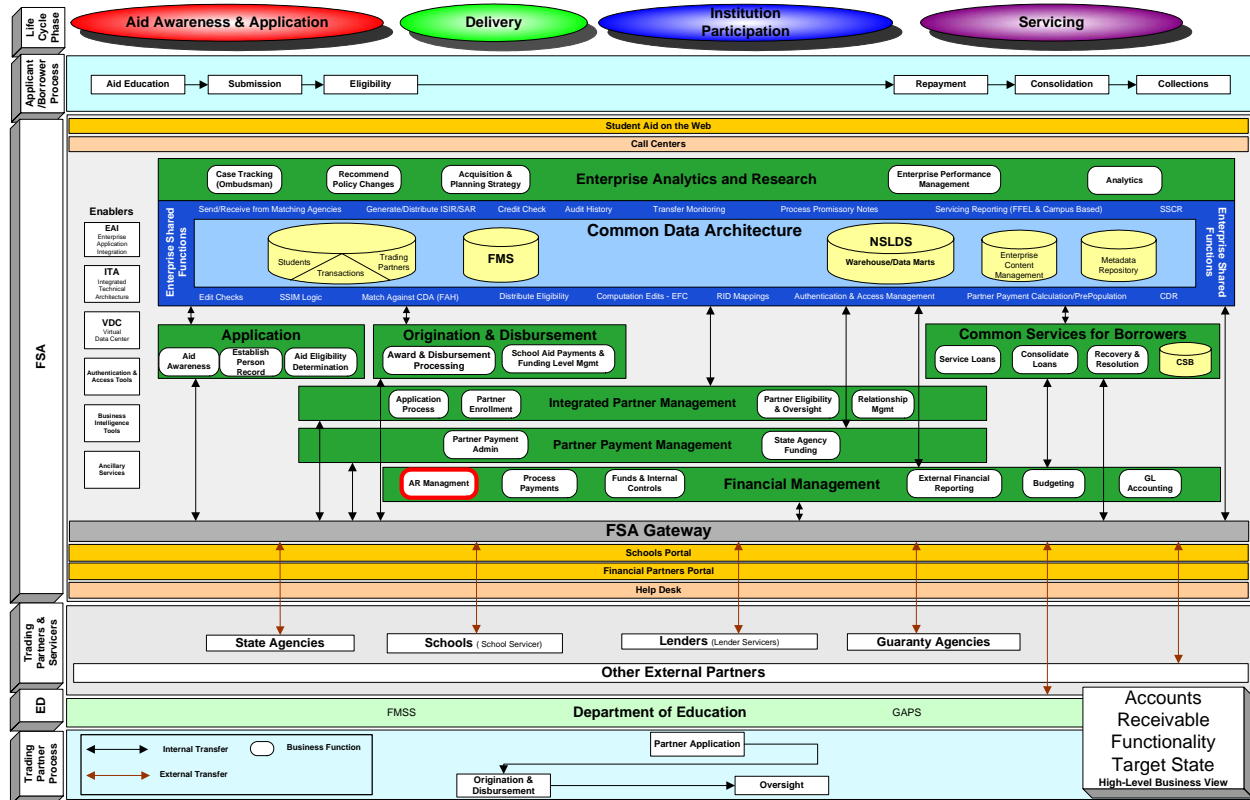 Life
Cycle
Phase
Aid Awareness & Application
Delivery
Institution
Participation
Servicing
Applicant
/Borrower
Process
Aid Education
Submission
Eligibility
Repayment
Consolidation
Collections
FSA
Student Aid on the Web
Call Centers
Case Tracking
(Ombudsman)
Recommend
Policy Changes
Acquisition &
Planning Strategy
Enterprise Analytics and Research
Enterprise Performance
Management
Analytics
Enablers
EAI
Enterprise
Application
Integration
ITA
Integrated
Technical
Architecture
VDC
Virtual
Data Center
Authentication &
Access Tools
Business
Intelligence
Tools
Ancillary
Services
Enterprise Shared
Functions
Send/Receive from Matching Agencies
Generate/Distribute ISIR/SAR
Credit Check
Audit History
Transfer Monitoring
Process Promissory Notes
Servicing Reporting (FFEL & Campus Based)
SSCR
Enterprise Shared
Functions
Common Data Architecture
Students
Trading
Partners
Transactions
FMS
NSLDS
Warehouse/Data Marts
Enterprise
Content
Management
Metadata
Repository
Edit Checks
SSIM Logic
Match Against CDA (FAH)
Distribute Eligibility
Computation Edits - EFC
RID Mappings
Authentication & Access Management
Partner Payment Calculation/PrePopulation
CDR
Application
Aid
Awareness
Establish
Person
Record
Aid Eligibility
Determination
Origination & Disbursement
Award & Disbursement
Processing
School Aid Payments &
Funding Level Mgmt
Common Services for Borrowers
Service Loans
Consolidate
Loans
Recovery &
Resolution
CSB
Application
Process
Partner
Enrollment
Integrated Partner Management
Partner Eligibility
& Oversight
Relationship
Mgmt
Partner Payment
Admin
Partner Payment Management
State Agency
Funding
AR Managment
Process
Payments
Funds & Internal
Controls
Financial Management
External Financial
Reporting
Budgeting
GL
Accounting
FSA Gateway
Schools Portal
Financial Partners Portal
Help Desk
Trading
Partners &
Servicers
State Agencies
Schools ( School Servicer)
Lenders (Lender Servicers)
Guaranty Agencies
Other External Partners
ED
FMSS
Department of Education
GAPS
Accounts
Receivable
Functionality
Target State
High-Level Business View
Trading
Partner
Process
Internal Transfer
Business Function
External Transfer
Partner Application
Origination &
Disbursement
Oversight